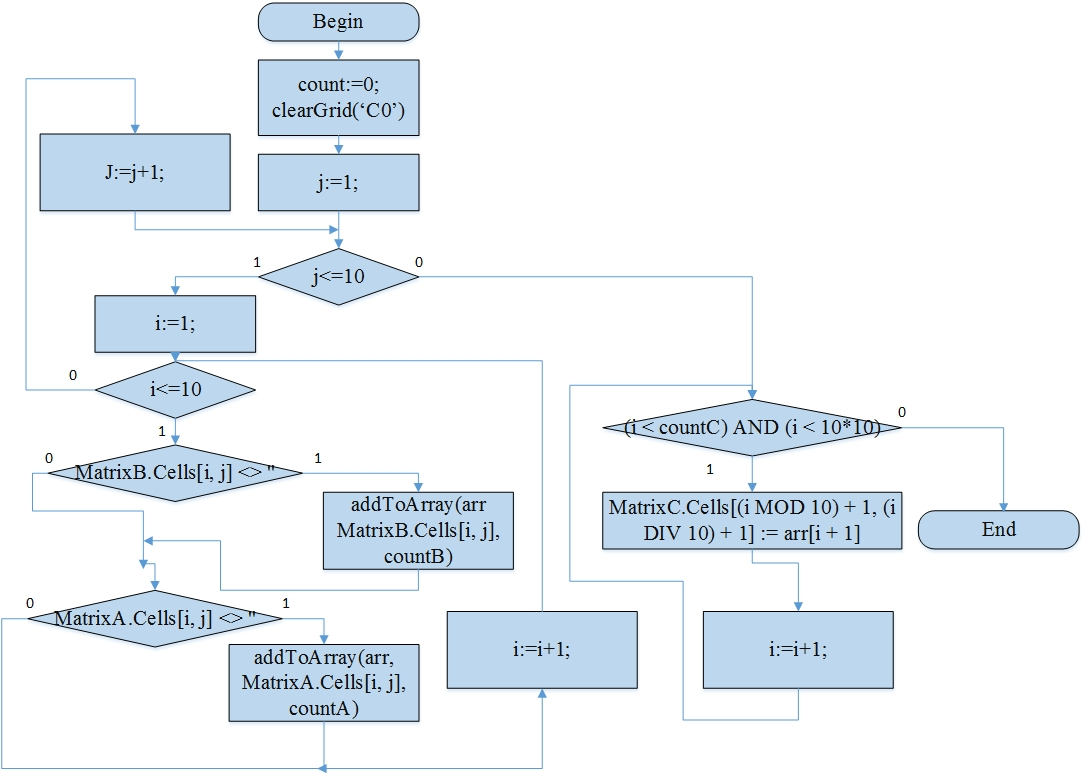 Begin
count:=0;
clearGrid(‘C0’)
J:=j+1;
j:=1;
1
j<=10
0
i:=1;
0
i<=10
1
0
MatrixB.Cells[i, j] <> "
1
addToArray(arr
MatrixB.Cells[i, j],
countB)
0
MatrixA.Cells[i, j] <> "
1
addToArray(arr,
MatrixA.Cells[i, j],
countA)
i:=i+1;
(i < countC) AND (i < 10*10)
0
1
MatrixC.Cells[(i MOD 10) + 1, (i
DIV 10) + 1] := arr[i + 1]
End
i:=i+1;